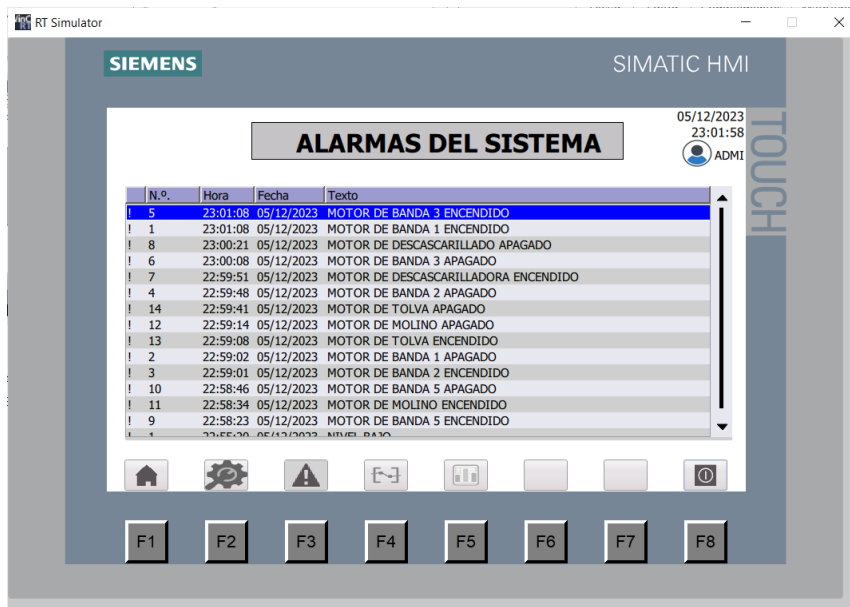 RT Simulator
SIEMENS
SIMATIC HMI
TOUCH
05/12/2023
23:01:58
ADMI
ALARMAS DEL SISTEMA
N.º. Hora Fecha Texto
! 5 23:01:08 05/12/2023 MOTOR DE BANDA 3 ENCENDIDO
! 1 23:01:08 05/12/2023 MOTOR DE BANDA 1 ENCENDIDO
! 8 23:00:21 05/12/2023 MOTOR DE DESCASCARILLADO APAGADO
! 6 23:00:08 05/12/2023 MOTOR DE BANDA 3 APAGADO
! 7 22:59:51 05/12/2023 MOTOR DE DESCASCARILLADORA ENCENDIDO
! 4 22:59:48 05/12/2023 MOTOR DE BANDA 2 APAGADO
! 14 22:59:41 05/12/2023 MOTOR DE TOLVA APAGADO
! 12 22:59:14 05/12/2023 MOTOR DE MOLINO APAGADO
! 13 22:59:08 05/12/2023 MOTOR DE TOLVA ENCENDIDO
! 2 22:59:02 05/12/2023 MOTOR DE BANDA 1 APAGADO
! 3 22:59:01 05/12/2023 MOTOR DE BANDA 2 ENCENDIDO
! 10 22:58:46 05/12/2023 MOTOR DE BANDA 5 APAGADO
! 11 22:58:34 05/12/2023 MOTOR DE MOLINO ENCENDIDO
! 9 22:58:23 05/12/2023 MOTOR DE BANDA 5 ENCENDIDO
! 1 22:55:20 05/12/2023 NIVEL BAJO
F1 F2 F3 F4 F5 F6 F7 F8